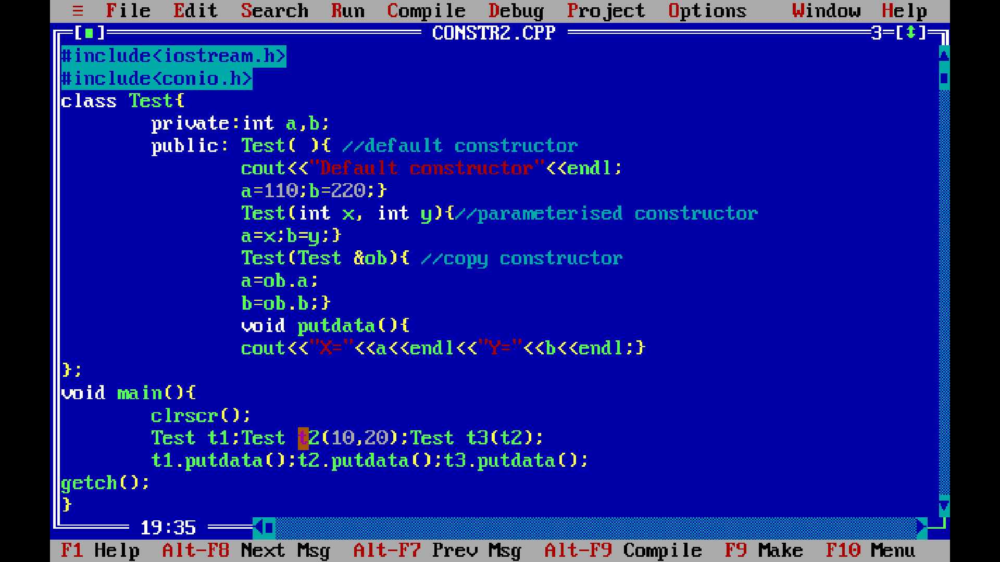 ≡ File Edit Search Run Compile Debug Project Options Window Help
[■] CONSTR2.CPP 3=[↕]
#include<iostream.h>
#include<conio.h>
class Test{
private:int a,b;
public: Test( ){ //default constructor
cout<<"Default constructor"<<endl;
a=110;b=220;}
Test(int x, int y){//parameterised constructor
a=x;b=y;}
Test(Test &ob){ //copy constructor
a=ob.a;
b=ob.b;}
void putdata(){
cout<<"X="<<a<<endl<<"Y="<<b<<endl;}
};
void main(){
clrscr();
Test t1;Test t2(10,20);Test t3(t2);
t1.putdata();t2.putdata();t3.putdata();
getch();
}
19:35
F1 Help Alt-F8 Next Msg Alt-F7 Prev Msg Alt-F9 Compile F9 Make F10 Menu